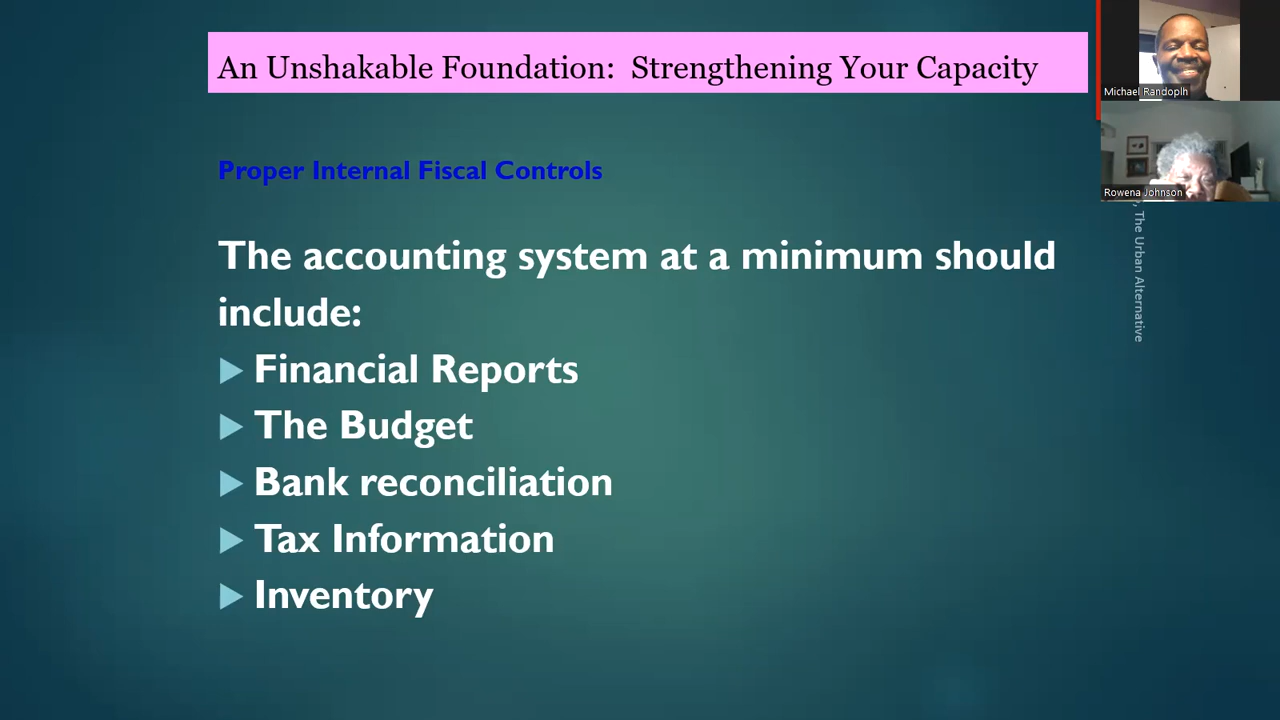 An Unshakable Foundation: Strengthening Your Capacity
Proper Internal Fiscal Controls
The accounting system at a minimum should
include:
Financial Reports
The Budget
Bank reconciliation
Tax Information
Inventory
Michael Randoplh
Rowena Johnson
The Urban Alternative